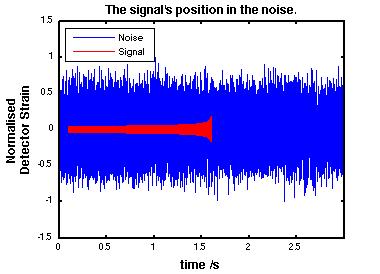 The signal's position in the noise.
1.5
Noise
Signal
1
0.5
0
-0.5
-1
-1.5
Normalised
Detector Strain
0 0.5 1 1.5 2 2.5
time /s